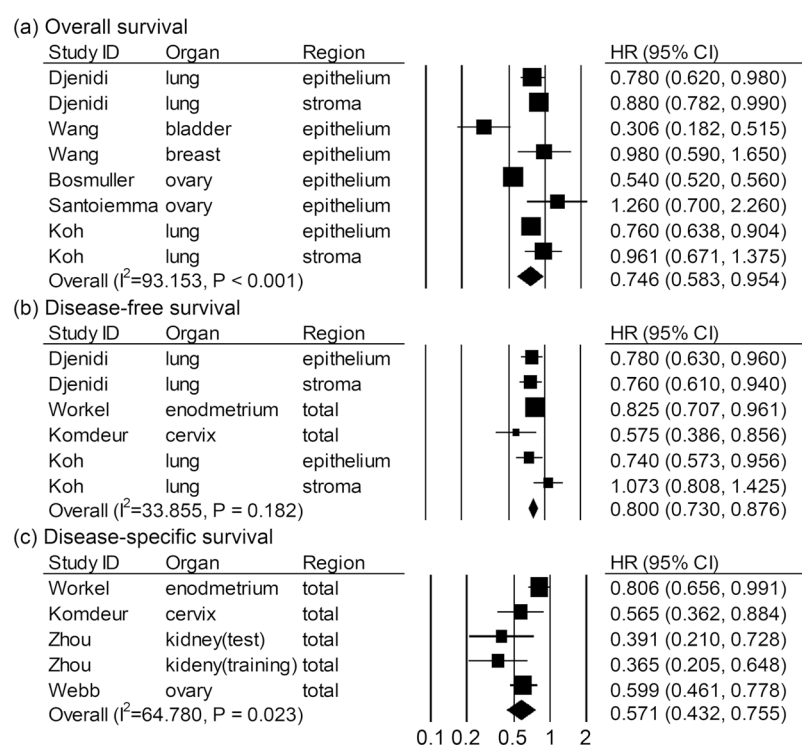 (a) Overall survival
Study ID Organ Region HR (95% CI)
Djenidi lung epithelium 0.780 (0.620, 0.980)
Djenidi lung stroma 0.880 (0.782, 0.990)
Wang bladder epithelium 0.306 (0.182, 0.515)
Wang breast epithelium 0.980 (0.590, 1.650)
Bosmuller ovary epithelium 0.540 (0.520, 0.560)
Santoiemma ovary epithelium 1.260 (0.700, 2.260)
Koh lung epithelium 0.760 (0.638, 0.904)
Koh lung stroma 0.961 (0.671, 1.375)
Overall (I²=93.153, P < 0.001) 0.746 (0.583, 0.954)
(b) Disease-free survival
Study ID Organ Region HR (95% CI)
Djenidi lung epithelium 0.780 (0.630, 0.960)
Djenidi lung stroma 0.760 (0.610, 0.940)
Workel enodmetrium total 0.825 (0.707, 0.961)
Komdeur cervix total 0.575 (0.386, 0.856)
Koh lung epithelium 0.740 (0.573, 0.956)
Koh lung stroma 1.073 (0.808, 1.425)
Overall (I²=33.855, P = 0.182) 0.800 (0.730, 0.876)
(c) Disease-specific survival
Study ID Organ Region HR (95% CI)
Workel enodmetrium total 0.806 (0.656, 0.991)
Komdeur cervix total 0.565 (0.362, 0.884)
Zhou kidney(test) total 0.391 (0.210, 0.728)
Zhou kideny(training) total 0.365 (0.205, 0.648)
Webb ovary total 0.599 (0.461, 0.778)
Overall (I²=64.780, P = 0.023) 0.571 (0.432, 0.755)
0.1 0.2 0.5 1 2